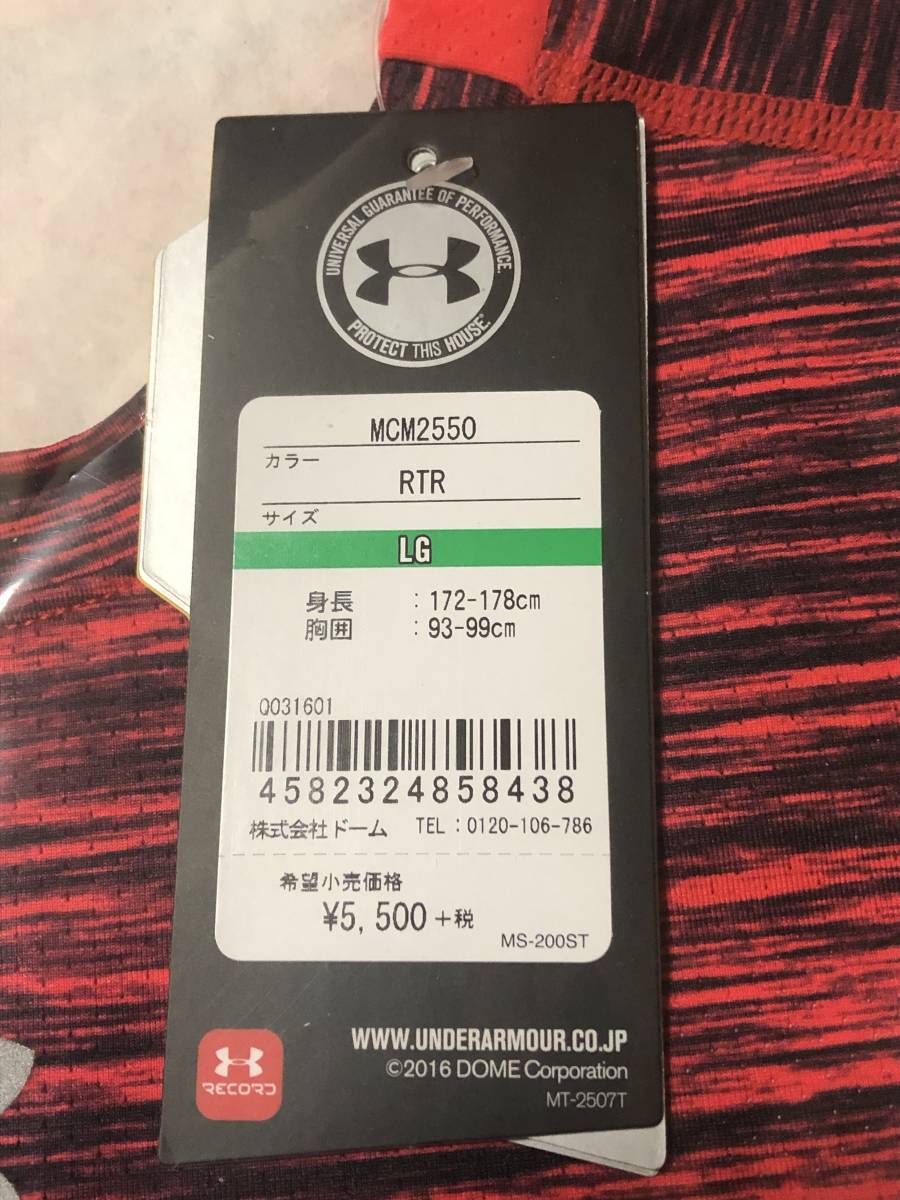 UNIVERSAL GUARANTEE OF PERFORMANCE.
PROTECT THIS HOUSE.®
MCM2550
カラー
RTR
サイズ
LG
身長 : 172-178cm
胸囲 : 93-99cm
Q031601
4582324858438
株式会社ドーム TEL : 0120-106-786
希望小売価格
¥5,500+税
MS-200ST
WWW.UNDERARMOUR.CO.JP
©2016 DOME Corporation
MT-2507T
RECORD